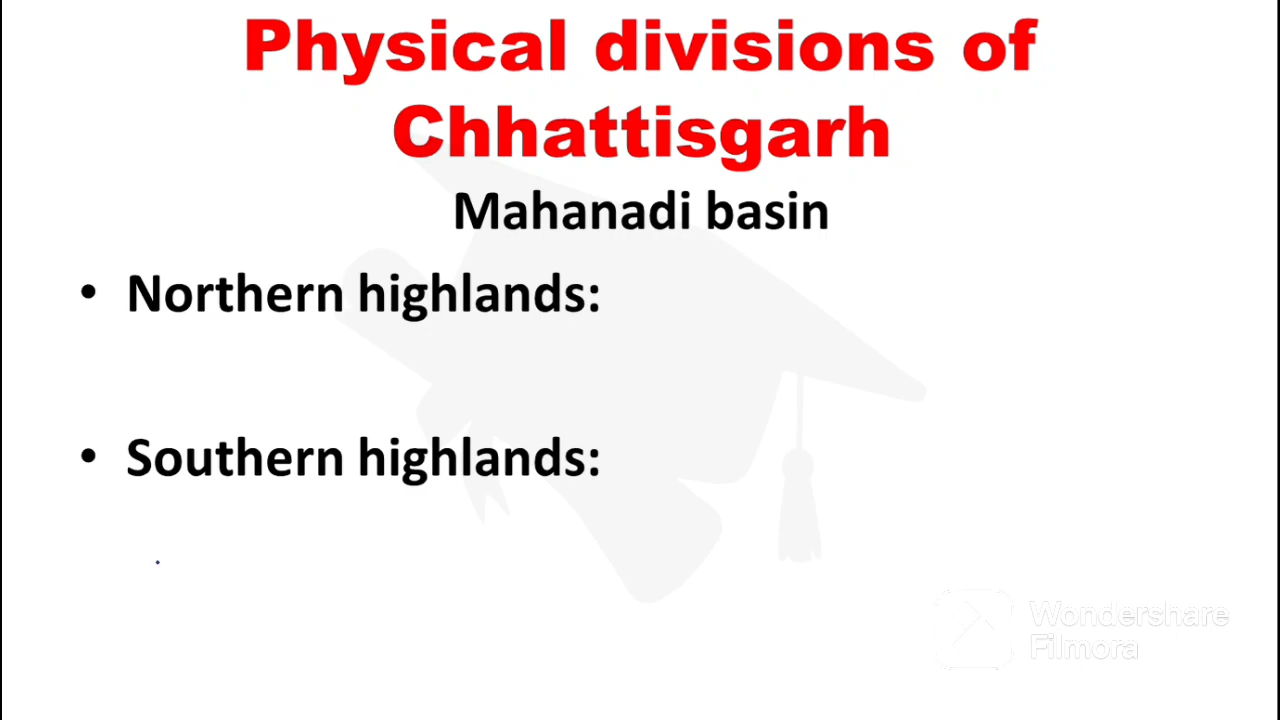 Physical divisions of
Chhattisgarh
Mahanadi basin
• Northern highlands:
• Southern highlands:
Wondershare
Filmora